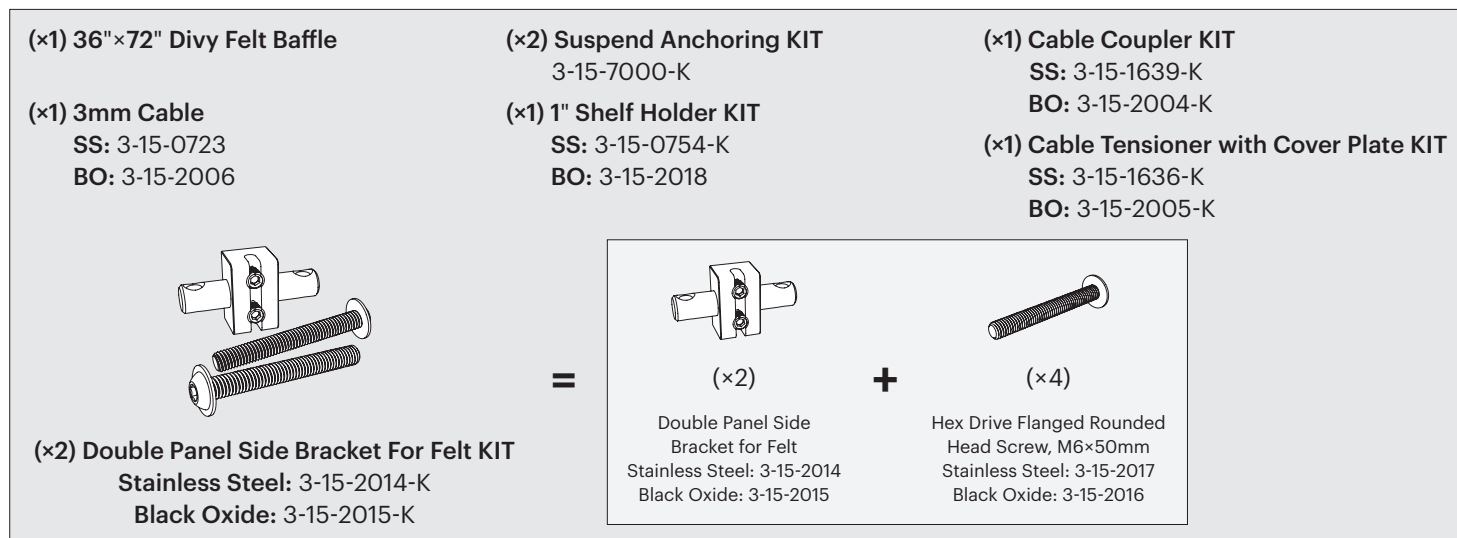 (×1) 36"×72" Divy Felt Baffle
(×1) 3mm Cable
SS: 3-15-0723
BO: 3-15-2006
(×2) Suspend Anchoring KIT
3-15-7000-K
(×1) 1" Shelf Holder KIT
SS: 3-15-0754-K
BO: 3-15-2018
(×1) Cable Coupler KIT
SS: 3-15-1639-K
BO: 3-15-2004-K
(×1) Cable Tensioner with Cover Plate KIT
SS: 3-15-1636-K
BO: 3-15-2005-K
(×2) Double Panel Side Bracket For Felt KIT
Stainless Steel: 3-15-2014-K
Black Oxide: 3-15-2015-K
=
(×2)
Double Panel Side
Bracket for Felt
Stainless Steel: 3-15-2014
Black Oxide: 3-15-2015
+
(×4)
Hex Drive Flanged Rounded
Head Screw, M6×50mm
Stainless Steel: 3-15-2017
Black Oxide: 3-15-2016